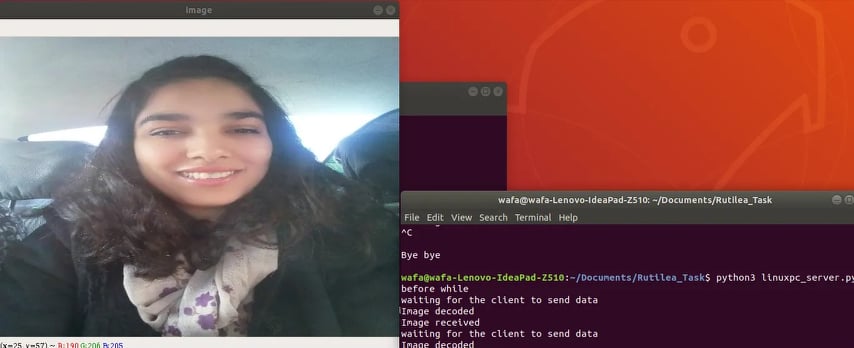 Image
(x=25, y=57) ~ R:190 G:206 B:205
wafa@wafa-Lenovo-IdeaPad-Z510: ~/Documents/Rutilea_Task
File Edit View Search Terminal Help
^C
Bye bye
wafa@wafa-Lenovo-IdeaPad-Z510:~/Documents/Rutilea_Task$ python3 linuxpc_server.py
before while
waiting for the client to send data
Image decoded
Image received
waiting for the client to send data
Image decoded